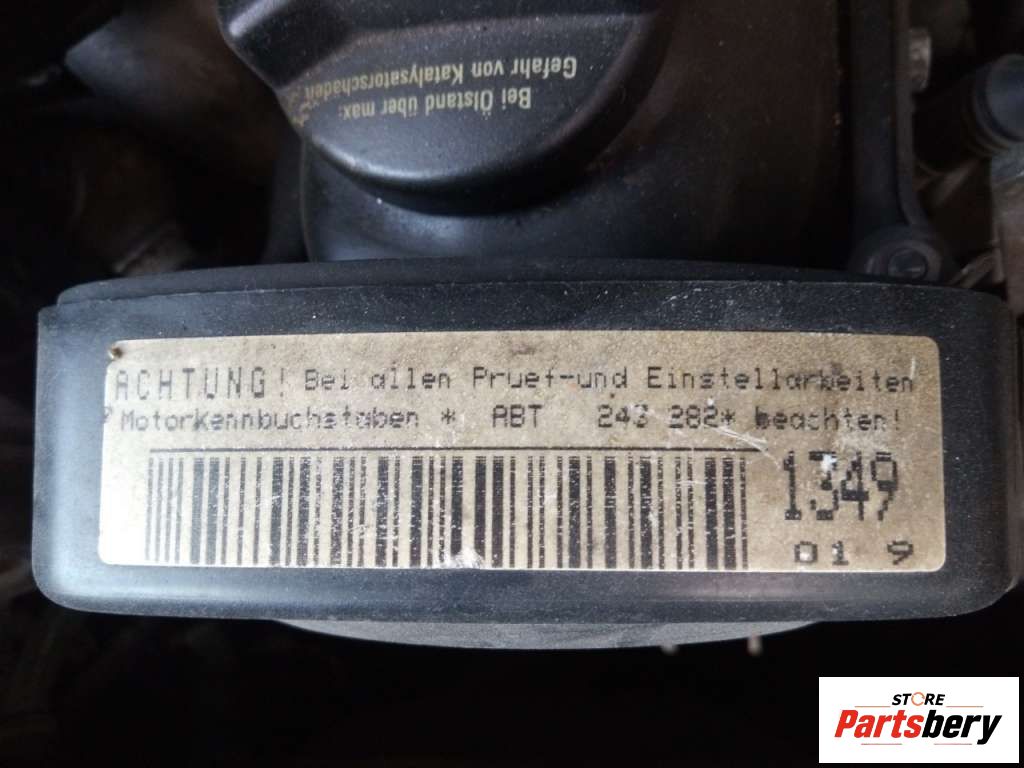 Bei Ölstand über max:
Gefahr von Katalysatorschäden
ACHTUNG! Bei allen Pruef-und Einstellarbeiten
Motorkennbuchstaben * ABT 243 282* beachten!
1349
01 9
STORE
Partsbery